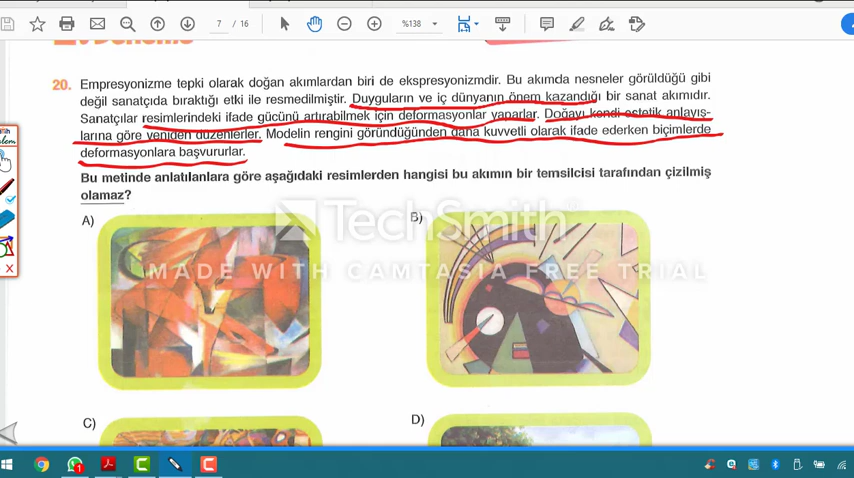 7 / 16
%138
20. Empresyonizme tepki olarak doğan akımlardan biri de ekspresyonizmdir. Bu akımda nesneler görüldüğü gibi
değil sanatçıda bıraktığı etki ile resmedilmiştir. Duyguların ve iç dünyanın önem kazandığı bir sanat akımıdır.
Sanatçılar resimlerindeki ifade gücünü artırabilmek için deformasyonlar yaparlar. Doğayı kendi estetik anlayış-
larına göre yeniden düzenlerler. Modelin rengini göründüğünden daha kuvvetli olarak ifade ederken biçimlerde
deformasyonlara başvururlar.
Bu metinde anlatılanlara göre aşağıdaki resimlerden hangisi bu akımın bir temsilcisi tarafından çizilmiş
olamaz?
A)
B)
TechSmith
MADE WITH CAMTASIA FREE TRIAL
C)
D)